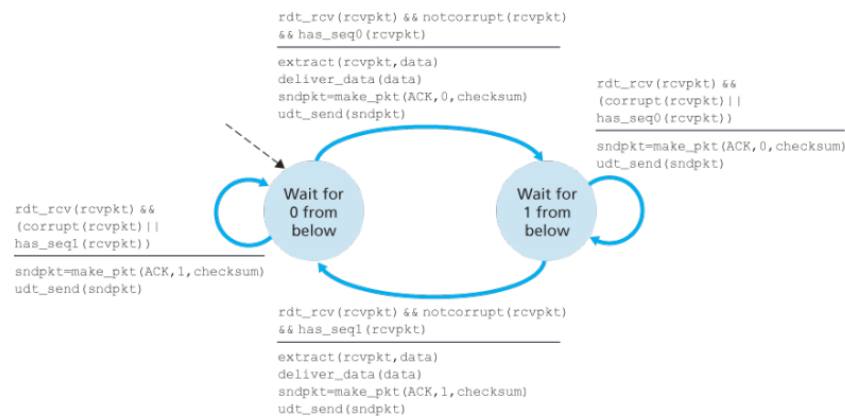 rdt_rcv(rcvpkt) && notcorrupt(rcvpkt)
&& has_seq0(rcvpkt)
extract(rcvpkt,data)
deliver_data(data)
sndpkt=make_pkt(ACK,0,checksum)
udt_send(sndpkt)
rdt_rcv(rcvpkt) &&
(corrupt(rcvpkt)||
has_seq0(rcvpkt))
sndpkt=make_pkt(ACK,0,checksum)
udt_send(sndpkt)
Wait for
0 from
below
Wait for
1 from
below
rdt_rcv(rcvpkt) &&
(corrupt(rcvpkt)||
has_seq1(rcvpkt))
sndpkt=make_pkt(ACK,1,checksum)
udt_send(sndpkt)
rdt_rcv(rcvpkt) && notcorrupt(rcvpkt)
&& has_seq1(rcvpkt)
extract(rcvpkt,data)
deliver_data(data)
sndpkt=make_pkt(ACK,1,checksum)
udt_send(sndpkt)